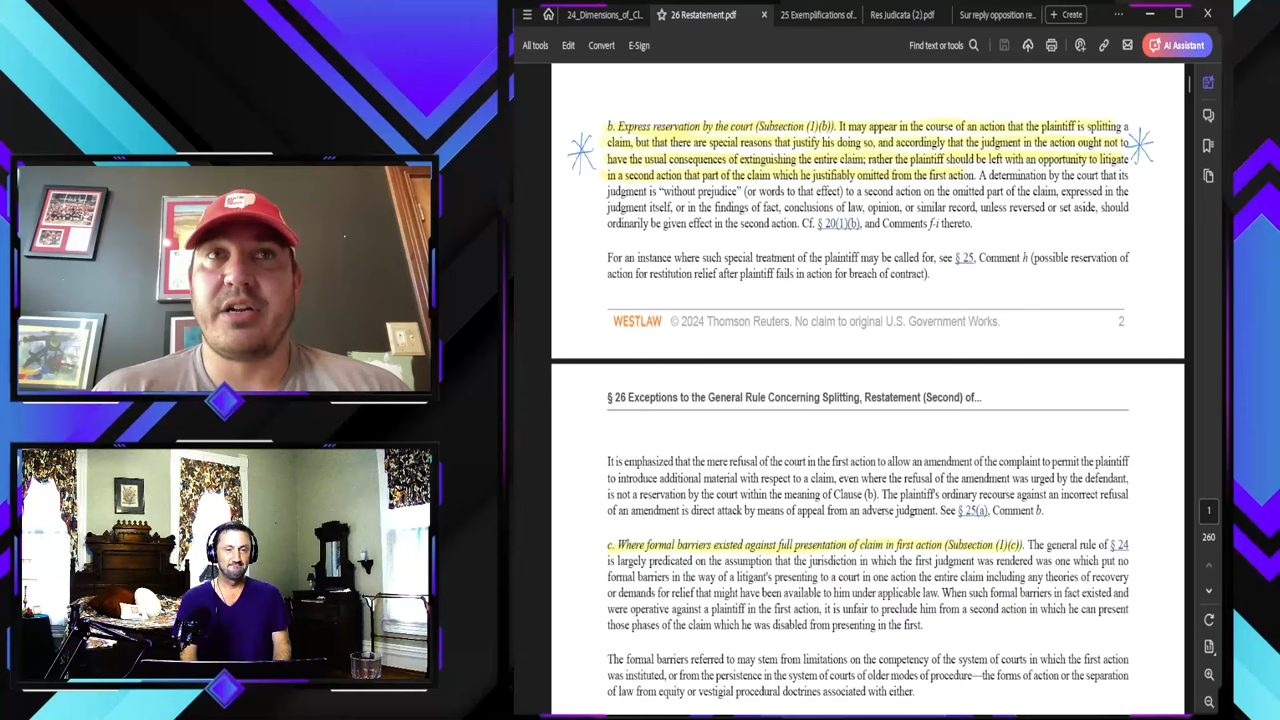 24_Dimensions_of_CL.
26 Restatement.pdf
25 Exemplifications of..
Res Judicata (2).pdf
Sur reply opposition re...
+ Create
All tools
Edit
Convert
E-Sign
Find text or tools
AI Assistant
b. Express reservation by the court (Subsection (1)(b)). It may appear in the course of an action that the plaintiff is splitting a
claim, but that there are special reasons that justify his doing so, and accordingly that the judgment in the action ought not to
have the usual consequences of extinguishing the entire claim; rather the plaintiff should be left with an opportunity to litigate
in a second action that part of the claim which he justifiably omitted from the first action. A determination by the court that its
judgment is “without prejudice” (or words to that effect) to a second action on the omitted part of the claim, expressed in the
judgment itself, or in the findings of fact, conclusions of law, opinion, or similar record, unless reversed or set aside, should
ordinarily be given effect in the second action. Cf. § 20(1)(b), and Comments f-i thereto.
For an instance where such special treatment of the plaintiff may be called for, see § 25, Comment h (possible reservation of
action for restitution relief after plaintiff fails in action for breach of contract).
WESTLAW © 2024 Thomson Reuters. No claim to original U.S. Government Works. 2
§ 26 Exceptions to the General Rule Concerning Splitting, Restatement (Second) of...
It is emphasized that the mere refusal of the court in the first action to allow an amendment of the complaint to permit the plaintiff
to introduce additional material with respect to a claim, even where the refusal of the amendment was urged by the defendant,
is not a reservation by the court within the meaning of Clause (b). The plaintiff's ordinary recourse against an incorrect refusal
of an amendment is direct attack by means of appeal from an adverse judgment. See § 25(a), Comment b.
c. Where formal barriers existed against full presentation of claim in first action (Subsection (1)(c)). The general rule of § 24
is largely predicated on the assumption that the jurisdiction in which the first judgment was rendered was one which put no
formal barriers in the way of a litigant's presenting to a court in one action the entire claim including any theories of recovery
or demands for relief that might have been available to him under applicable law. When such formal barriers in fact existed and
were operative against a plaintiff in the first action, it is unfair to preclude him from a second action in which he can present
those phases of the claim which he was disabled from presenting in the first.
The formal barriers referred to may stem from limitations on the competency of the system of courts in which the first action
was instituted, or from the persistence in the system of courts of older modes of procedure—the forms of action or the separation
of law from equity or vestigial procedural doctrines associated with either.
1
260